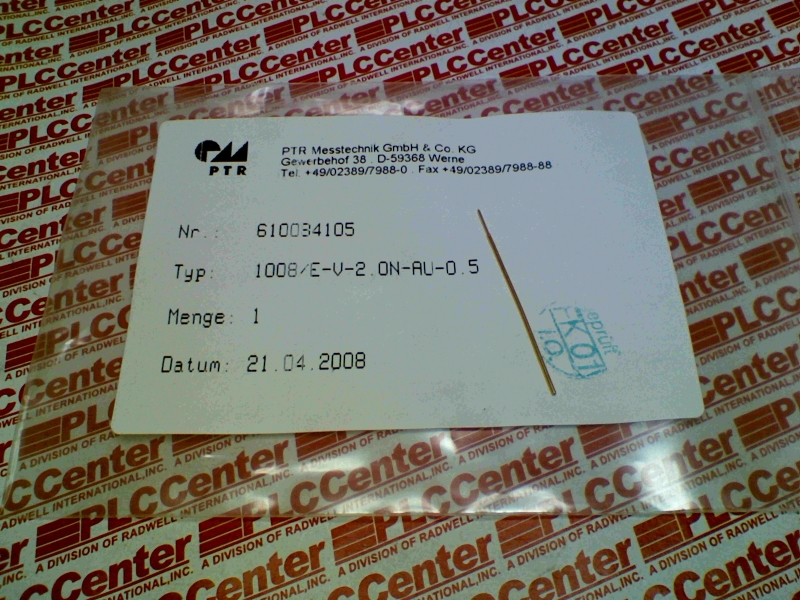 PTR
PTR Messtechnik GmbH & Co. KG
Gewerbehof 38 . D-59368 Werne
Tel. +49/02389/7988-0 . Fax +49/02389/7988-88
Nr.: 610034105
Typ: 1008/E-V-2.0N-AU-0.5
Menge: 1
Datum: 21.04.2008
eprüft
K01
PLCCenter
A DIVISION OF RADWELL INTERNATIONAL, INC.